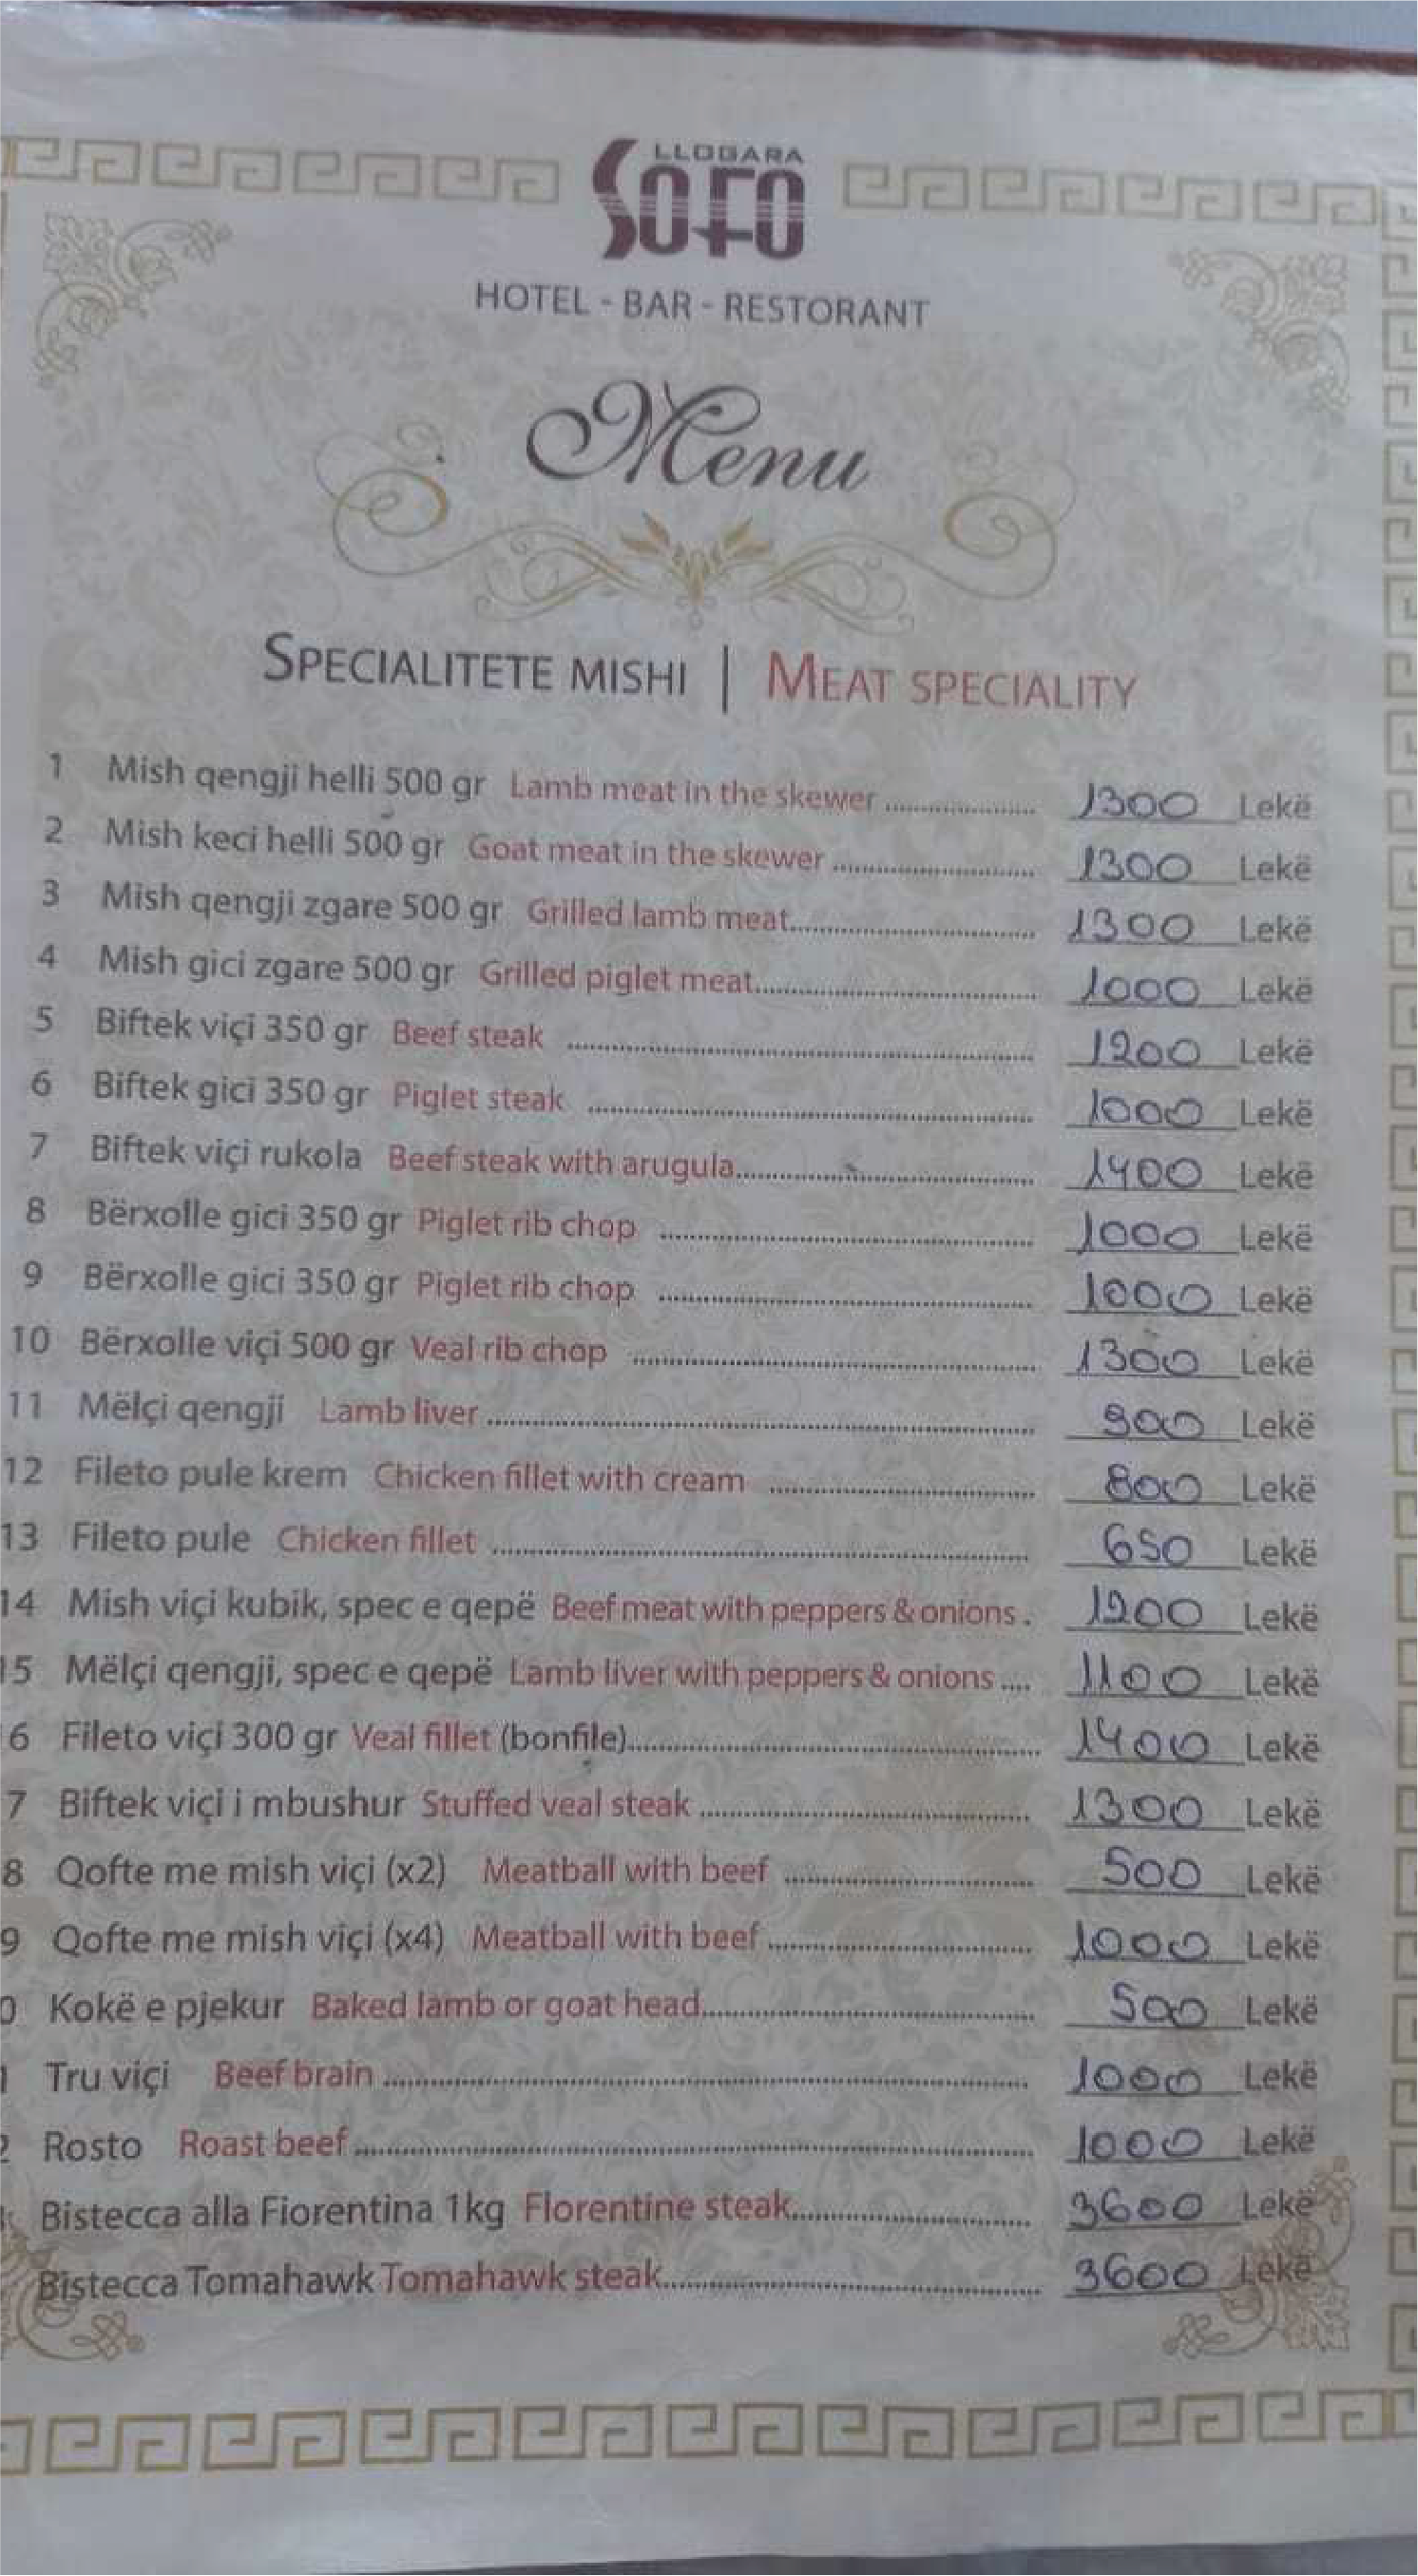 LLOGARA
SOFO
HOTEL - BAR - RESTORANT
Menu
SPECIALITETE MISHI | MEAT SPECIALITY
1 Mish qengji helli 500 gr Lamb meat in the skewer ........ 1300 Lekë
2 Mish keci helli 500 gr Goat meat in the skewer ........ 1300 Lekë
3 Mish qengji zgare 500 gr Grilled lamb meat ........ 1300 Lekë
4 Mish gici zgare 500 gr Grilled piglet meat ........ 1000 Lekë
5 Biftek viçi 350 gr Beef steak ........ 1200 Lekë
6 Biftek gici 350 gr Piglet steak ........ 1000 Lekë
7 Biftek viçi rukola Beef steak with arugula ........ 1400 Lekë
8 Bërxolle gici 350 gr Piglet rib chop ........ 1000 Lekë
9 Bërxolle gici 350 gr Piglet rib chop ........ 1000 Lekë
10 Bërxolle viçi 500 gr Veal rib chop ........ 1300 Lekë
11 Mëlçi qengji Lamb liver ........ 900 Lekë
12 Fileto pule krem Chicken fillet with cream ........ 800 Lekë
13 Fileto pule Chicken fillet ........ 650 Lekë
14 Mish viçi kubik, spec e qepë Beef meat with peppers & onions . 1200 Lekë
15 Mëlçi qengji, spec e qepë Lamb liver with peppers & onions .... 1100 Lekë
6 Fileto viçi 300 gr Veal fillet (bonfile) ........ 1400 Lekë
7 Biftek viçi i mbushur Stuffed veal steak ........ 1300 Lekë
8 Qofte me mish viçi (x2) Meatball with beef ........ 500 Lekë
9 Qofte me mish viçi (x4) Meatball with beef ........ 1000 Lekë
0 Kokë e pjekur Baked lamb or goat head ........ 500 Lekë
1 Tru viçi Beef brain ........ 1000 Lekë
2 Rosto Roast beef ........ 1000 Lekë
Bistecca alla Fiorentina 1kg Florentine steak ........ 3600 Lekë
Bistecca Tomahawk Tomahawk steak ........ 3600 Lekë